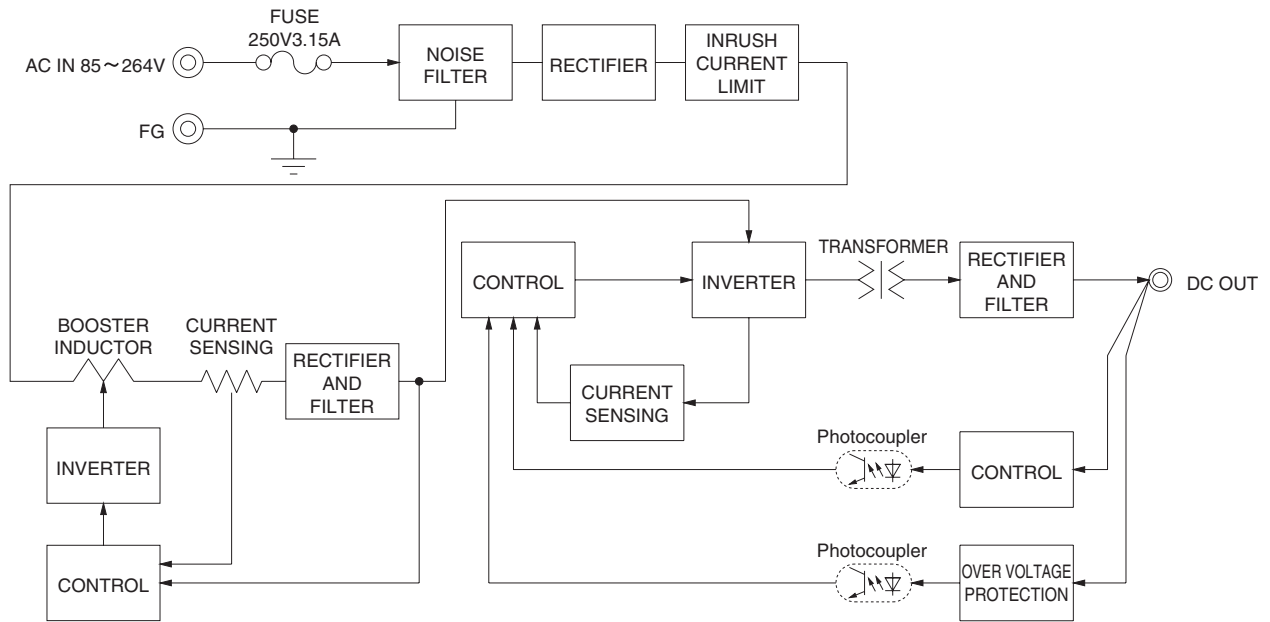 FUSE
250V3.15A
AC IN 85～264V
NOISE
FILTER
RECTIFIER
INRUSH
CURRENT
LIMIT
FG
CONTROL
INVERTER
TRANSFORMER
RECTIFIER
AND
FILTER
DC OUT
BOOSTER
INDUCTOR
CURRENT
SENSING
RECTIFIER
AND
FILTER
CURRENT
SENSING
INVERTER
Photocoupler
CONTROL
CONTROL
Photocoupler
OVER VOLTAGE
PROTECTION